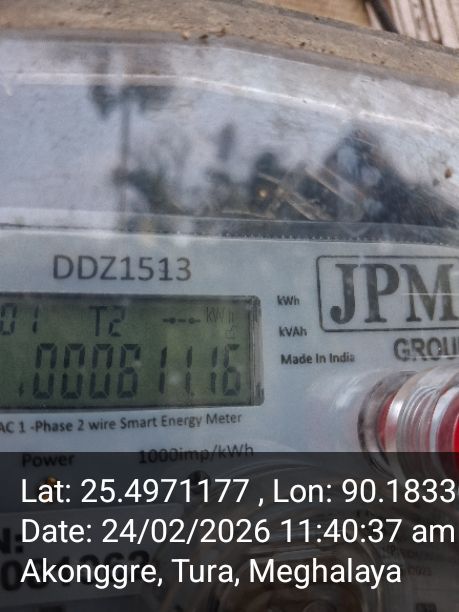 DDZ1513
JPM
GROU
kWh
kVAh
Made In India
01 T2 --- kWh
.00061116
AC 1 -Phase 2 wire Smart Energy Meter
Power 1000imp/kWh
Lat: 25.4971177 , Lon: 90.1833
Date: 24/02/2026 11:40:37 am
Akonggre, Tura, Meghalaya